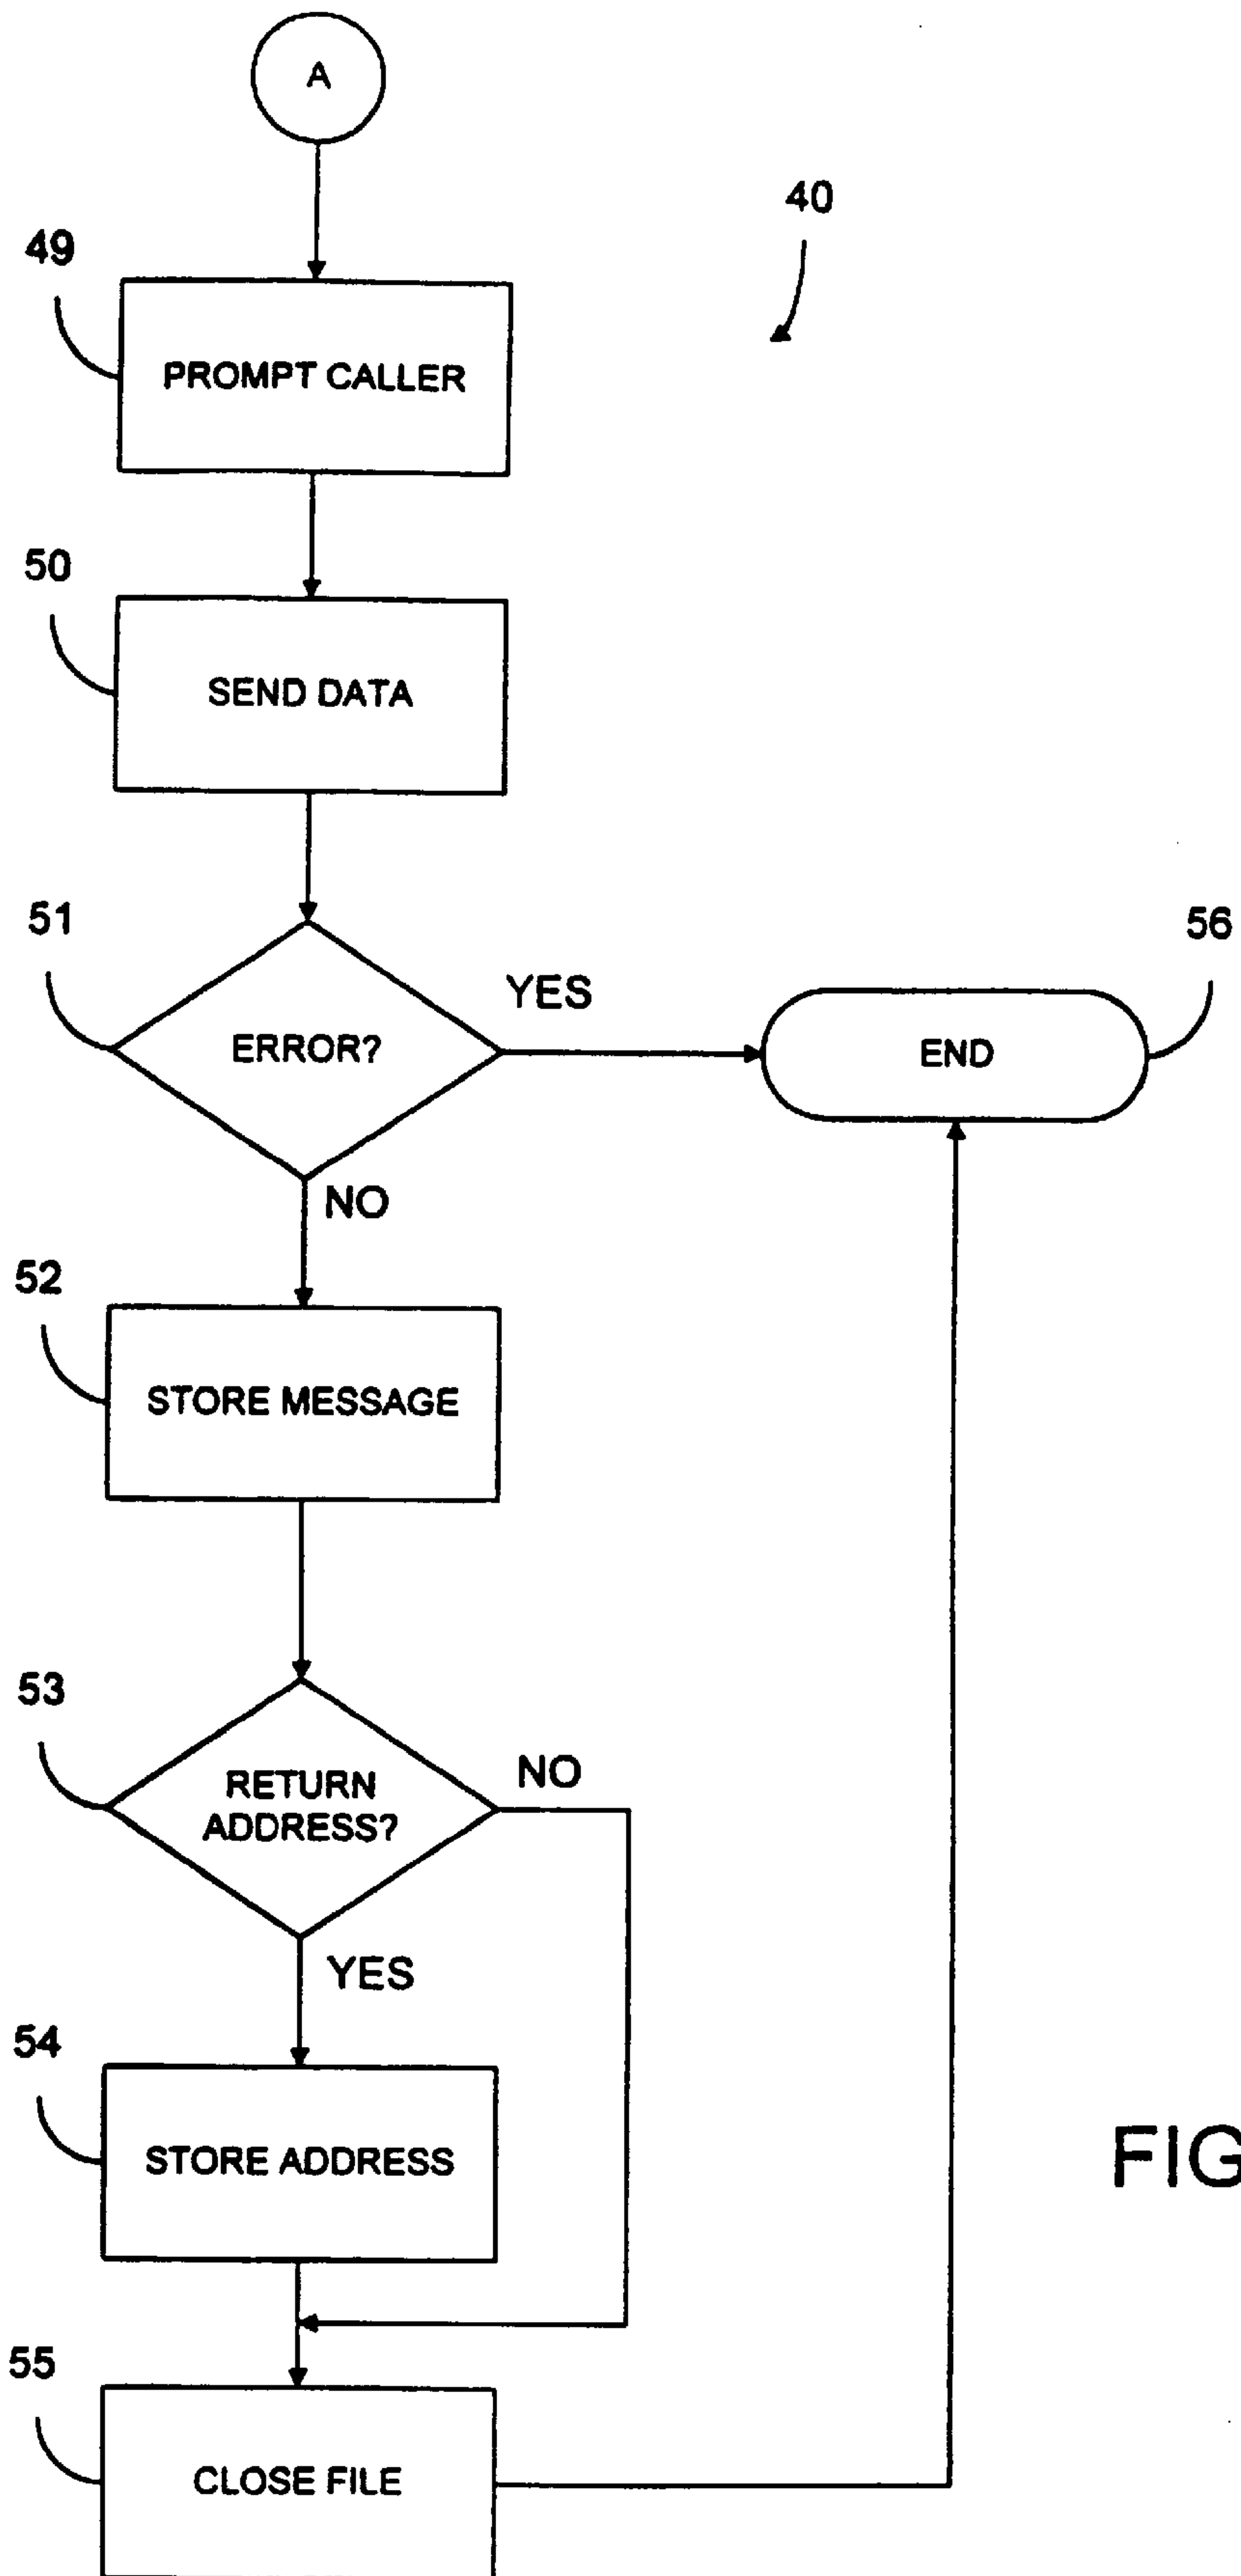 A
40
49
PROMPT CALLER
50
SEND DATA
51
ERROR?
YES
56
END
NO
52
STORE MESSAGE
53
RETURN
ADDRESS?
NO
YES
54
STORE ADDRESS
FIG
55
CLOSE FILE